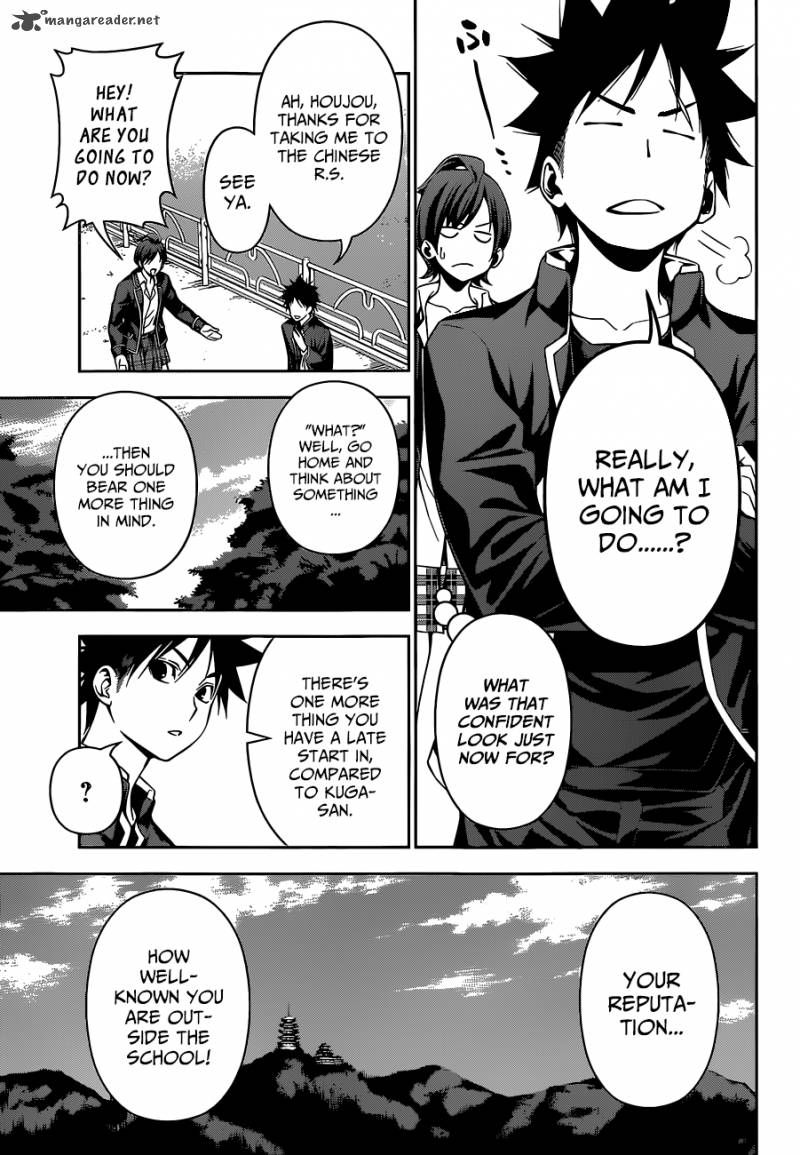 mangareader.net
ふ
ー
REALLY,
WHAT AM I
GOING TO
DO......?
WHAT
WAS THAT
CONFIDENT
LOOK JUST
NOW FOR?
AH, HOUJOU,
THANKS FOR
TAKING ME TO
THE CHINESE
R.S.
SEE
YA.
HEY!
WHAT
ARE YOU
GOING TO
DO NOW?
"WHAT?"
WELL, GO
HOME AND
THINK ABOUT
SOMETHING
...
...THEN
YOU SHOULD
BEAR ONE
MORE THING
IN MIND.
THERE'S
ONE MORE
THING YOU
HAVE A LATE
START IN,
COMPARED
TO KUGA-
SAN.
?
YOUR
REPUTA-
TION...
HOW
WELL-
KNOWN YOU
ARE OUT-
SIDE THE
SCHOOL!